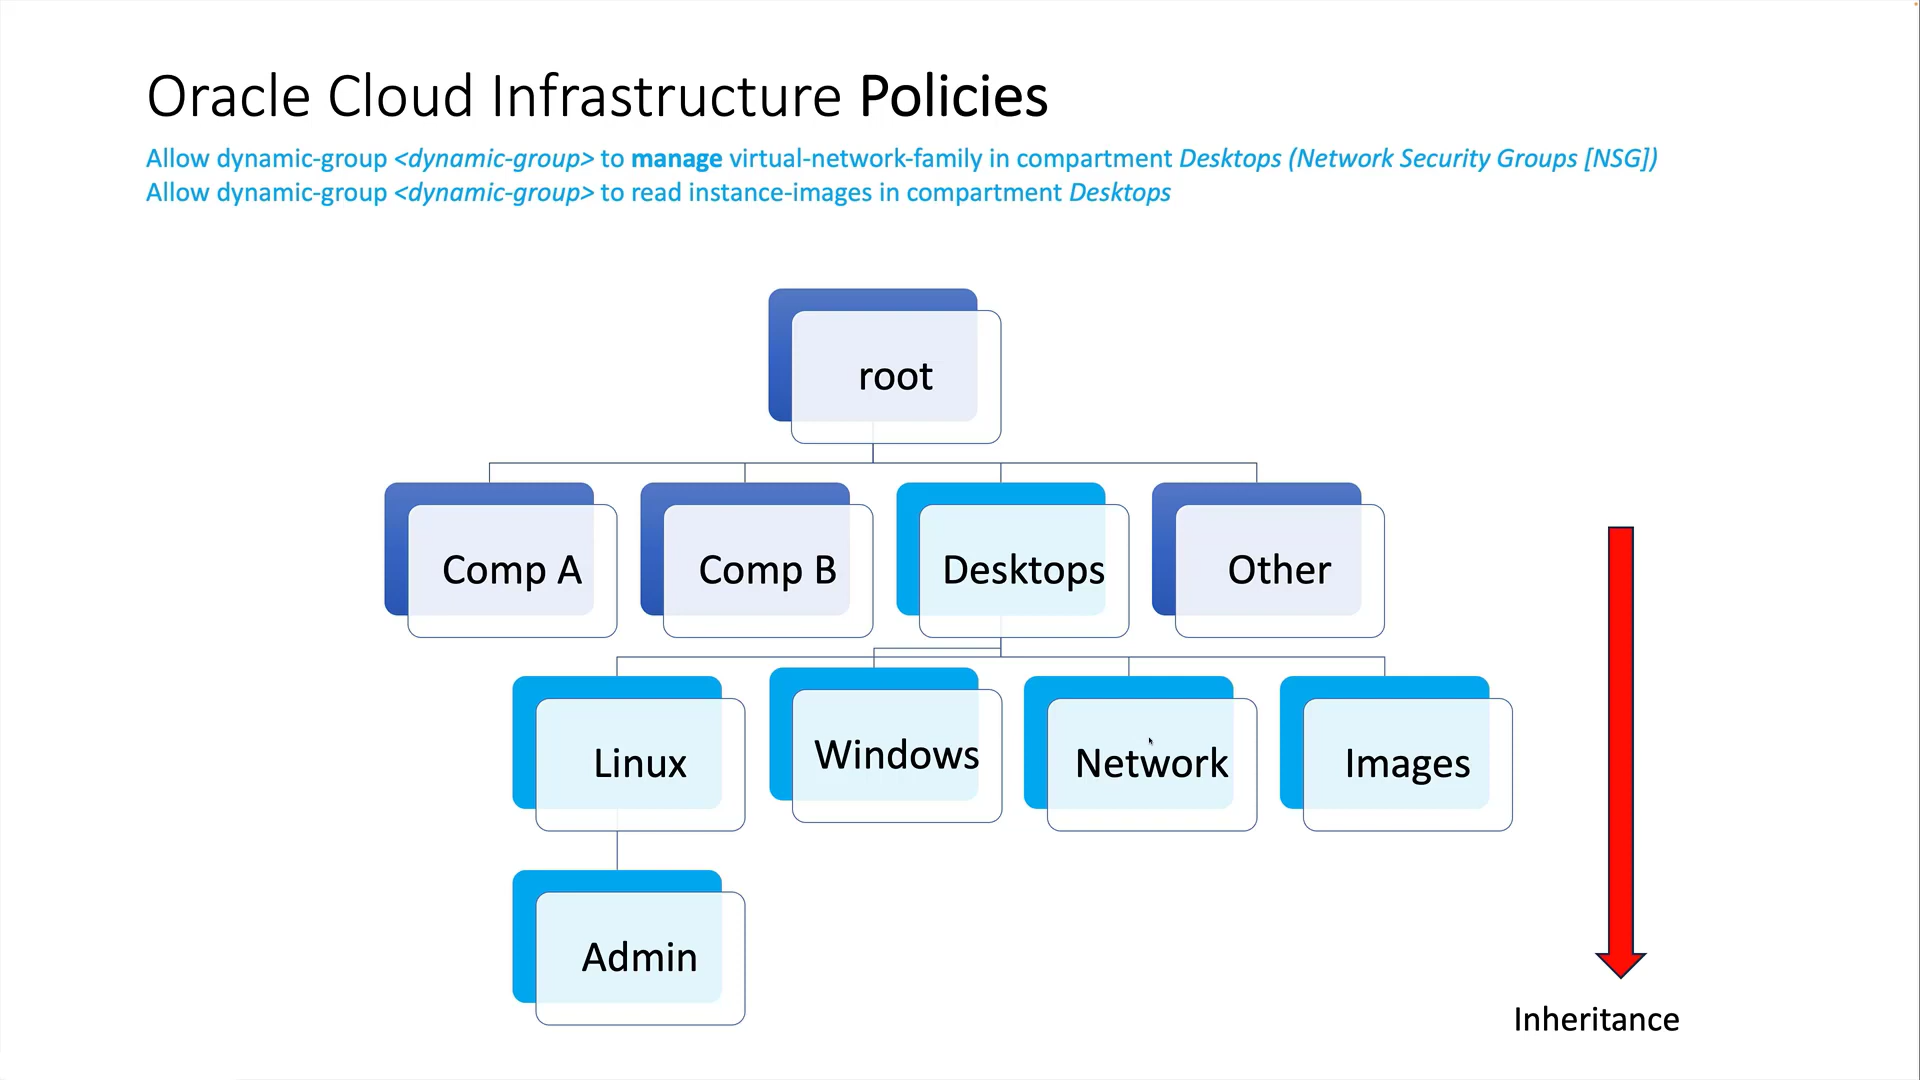 Oracle Cloud Infrastructure Policies
Allow dynamic-group <dynamic-group> to manage virtual-network-family in compartment Desktops (Network Security Groups [NSG])
Allow dynamic-group <dynamic-group> to read instance-images in compartment Desktops
root
Comp A
Comp B
Desktops
Other
Linux
Windows
Network
Images
Admin
Inheritance